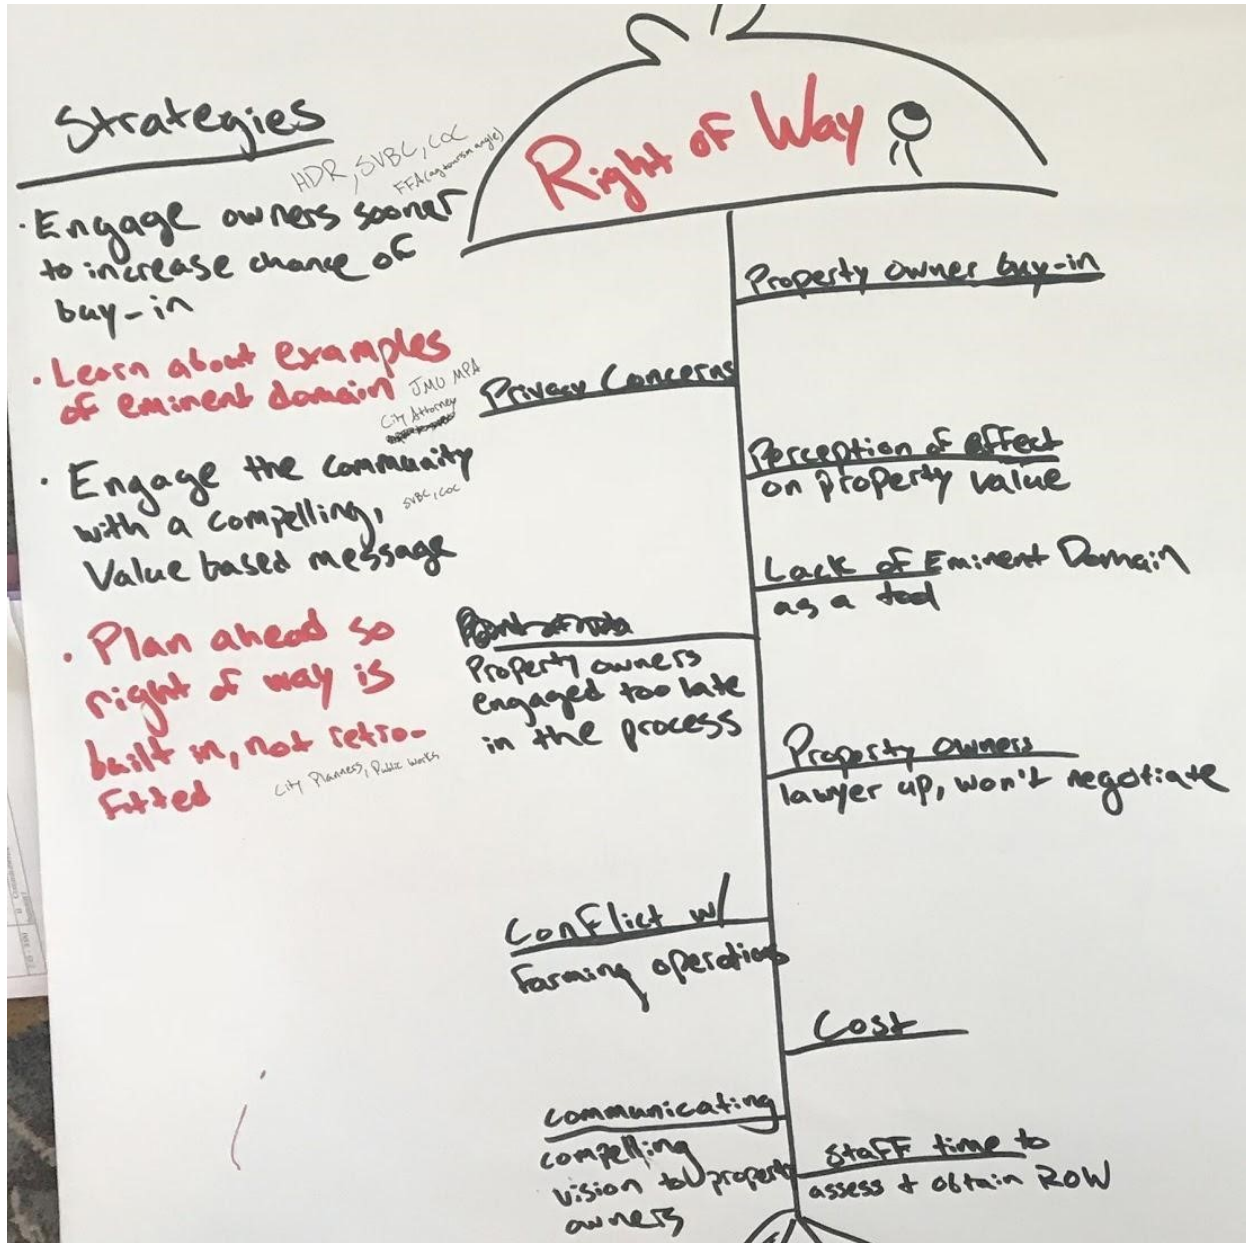 Strategies
HDR, SVBC, COC
FFA (ag tourism angle)
• Engage owners sooner
to increase chance of
buy-in
• Learn about examples
of eminent domain
JMU MPA
City Attorney
• Engage the community
with a compelling,
SVBC, COC
Value based message
• Plan ahead so
right of way is
built in, not retro-
fitted
City Planners, Public Works
Right of Way
Property owner buy-in
Privacy Concerns
Perception of effect
on property value
Lack of Eminent Domain
as a tool
Property owners
engaged too late
in the process
Property owners
lawyer up, won't negotiate
Conflict w/
farming operations
Cost
communicating
compelling
vision to property
owners
staff time to
assess + obtain ROW